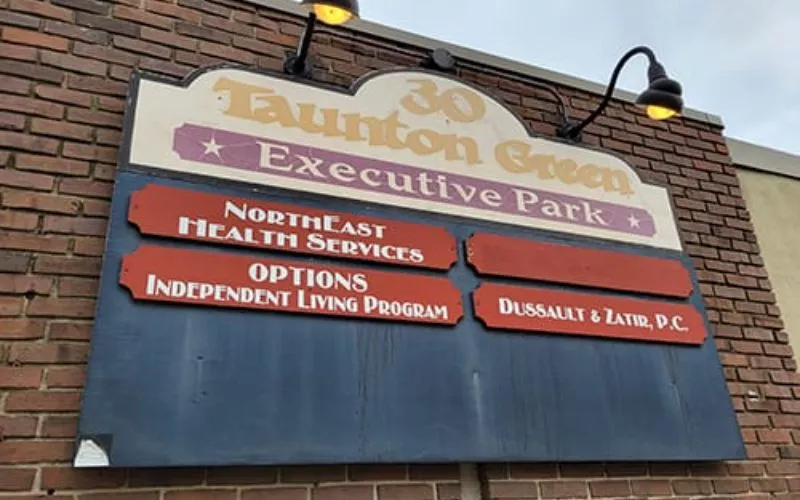 30
Taunton Green
Executive Park
NorthEast
Health Services
OPTIONS
Independent Living Program
Dussault & Zatir, P.C.